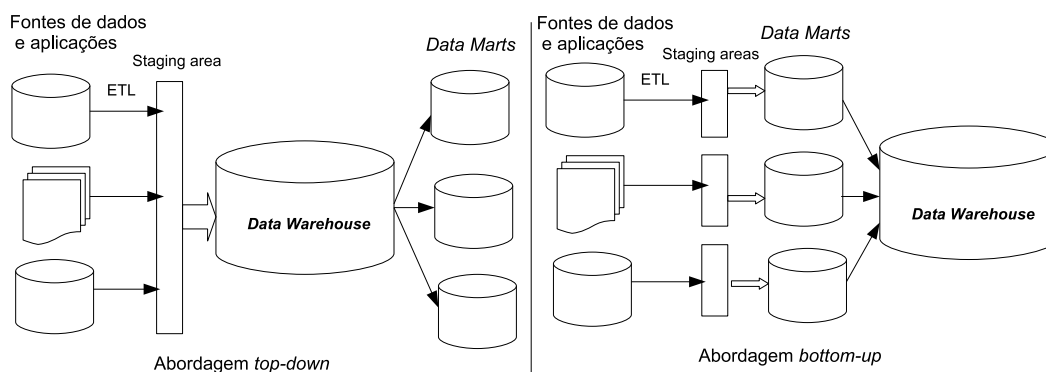 Fontes de dados
e aplicações
Staging area
ETL
Data Marts
Data Warehouse
Abordagem top-down
Fontes de dados
e aplicações
Staging areas
ETL
Data Marts
Data Warehouse
Abordagem bottom-up